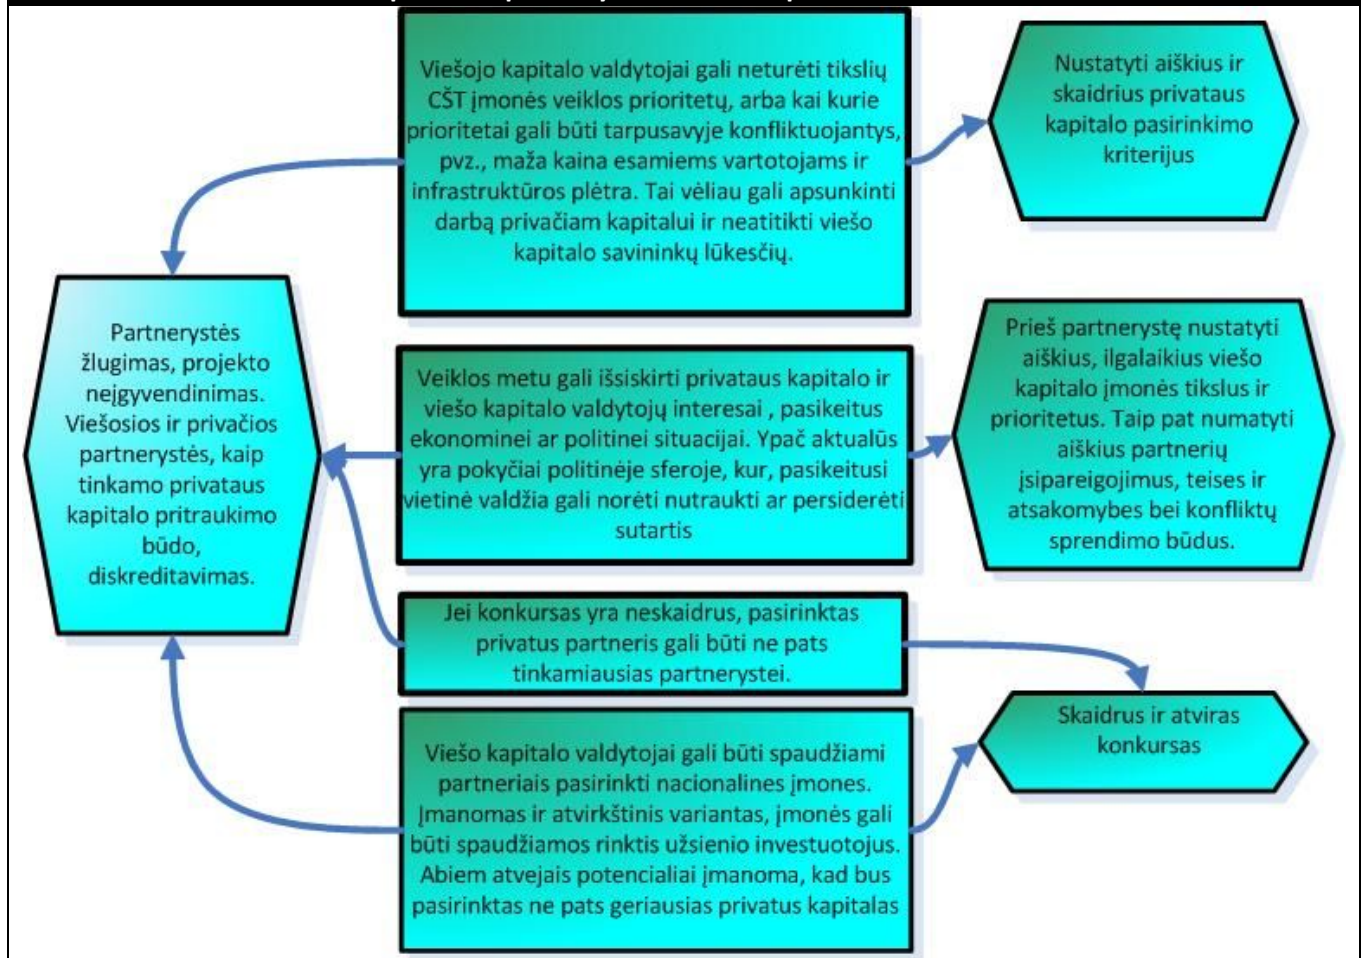 Viešojo kapitalo valdytojai gali neturėti tikslių
CŠT įmonės veiklos prioritetų, arba kai kurie
prioritetai gali būti tarpusavyje konfliktuojantys,
pvz., maža kaina esamiems vartotojams ir
infrastruktūros plėtra. Tai vėliau gali apsunkinti
darbą privačiam kapitalui ir neatitikti viešo
kapitalo savininkų lūkesčių.
Nustatyti aiškius ir
skaidrius privataus
kapitalo pasirinkimo
kriterijus
Partnerystės
žlugimas, projekto
neįgyvendinimas.
Viešosios ir privačios
partnerystės, kaip
tinkamo privataus
kapitalo pritraukimo
būdo,
diskreditavimas.
Veiklos metu gali išsiskirti privataus kapitalo ir
viešo kapitalo valdytojų interesai , pasikeitus
ekonominei ar politinei situacijai. Ypač aktualūs
yra pokyčiai politinėje sferoje, kur, pasikeitusi
vietinė valdžia gali norėti nutraukti ar persiderėti
sutartis
Prieš partnerystę nustatyti
aiškius, ilgalaikius viešo
kapitalo įmonės tikslus ir
prioritetus. Taip pat numatyti
aiškius partnerių
įsipareigojimus, teises ir
atsakomybes bei konfliktų
sprendimo būdus.
Jei konkursas yra neskaidrus, pasirinktas
privatus partneris gali būti ne pats
tinkamiausias partnerystei.
Viešo kapitalo valdytojai gali būti spaudžiami
partneriais pasirinkti nacionalines įmones.
Įmanomas ir atvirkštinis variantas, įmonės gali
būti spaudžiamos rinktis užsienio investuotojus.
Abiem atvejais potencialiai įmanoma, kad bus
pasirinktas ne pats geriausias privatus kapitalas
Skaidrus ir atviras
konkursas